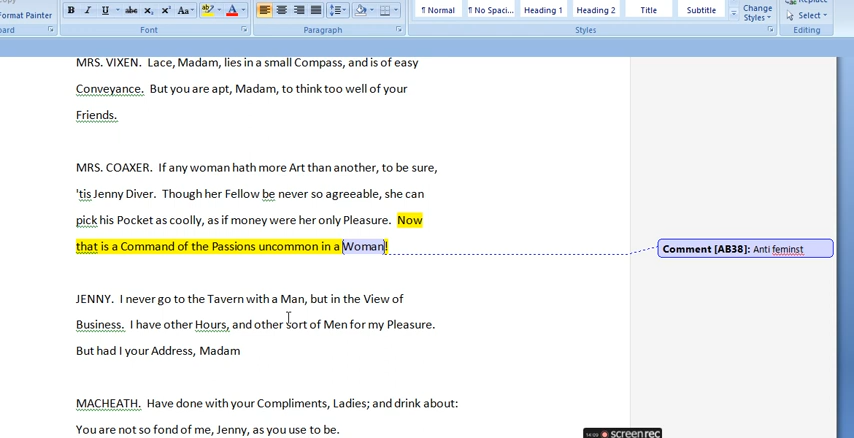 Format Painter
B I U abe x₂ x² Aa ab A
¶ Normal ¶ No Spaci... Heading 1 Heading 2 Title Subtitle
Change
Styles
Replace
Select
Font Paragraph Styles Editing
MRS. VIXEN. Lace, Madam, lies in a small Compass, and is of easy
Conveyance. But you are apt, Madam, to think too well of your
Friends.
MRS. COAXER. If any woman hath more Art than another, to be sure,
'tis Jenny Diver. Though her Fellow be never so agreeable, she can
pick his Pocket as coolly, as if money were her only Pleasure. Now
that is a Command of the Passions uncommon in a Woman!
Comment [AB38]: Anti feminst
JENNY. I never go to the Tavern with a Man, but in the View of
Business. I have other Hours, and other sort of Men for my Pleasure.
But had I your Address, Madam
MACHEATH. Have done with your Compliments, Ladies; and drink about:
You are not so fond of me, Jenny, as you use to be.
screenrec